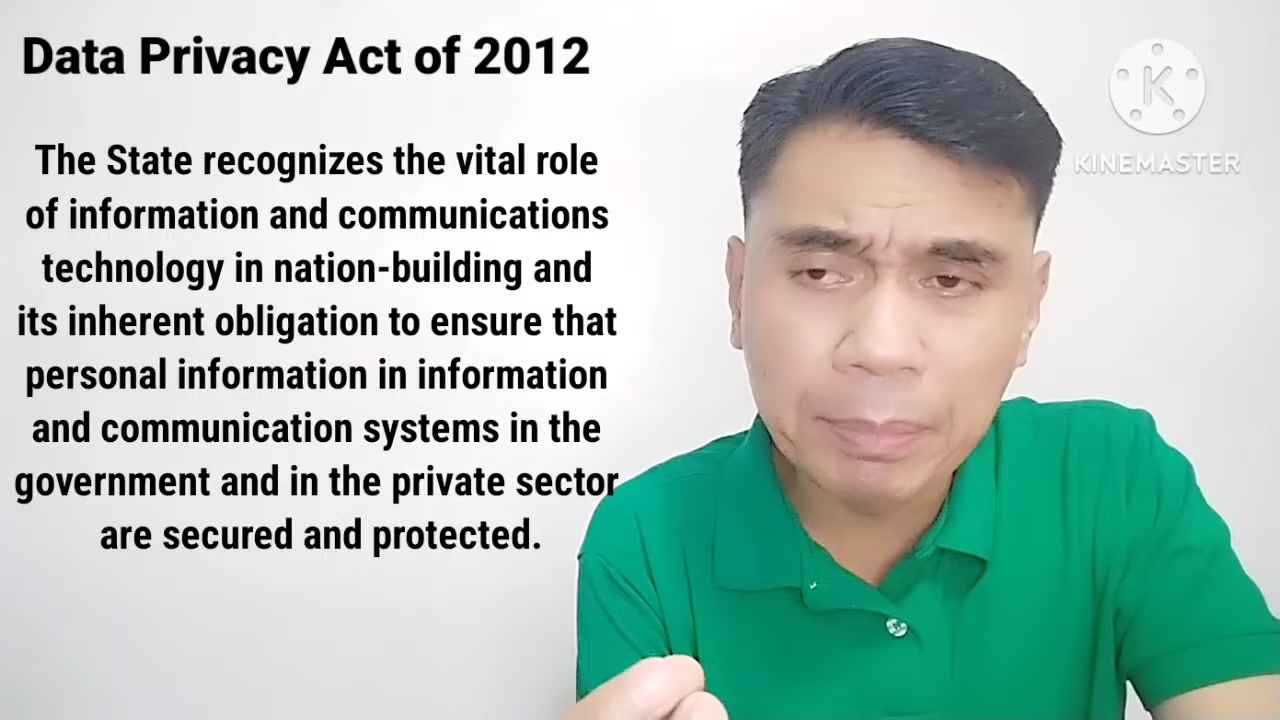 Data Privacy Act of 2012
The State recognizes the vital role
of information and communications
technology in nation-building and
its inherent obligation to ensure that
personal information in information
and communication systems in the
government and in the private sector
are secured and protected.
K
KINEMASTER